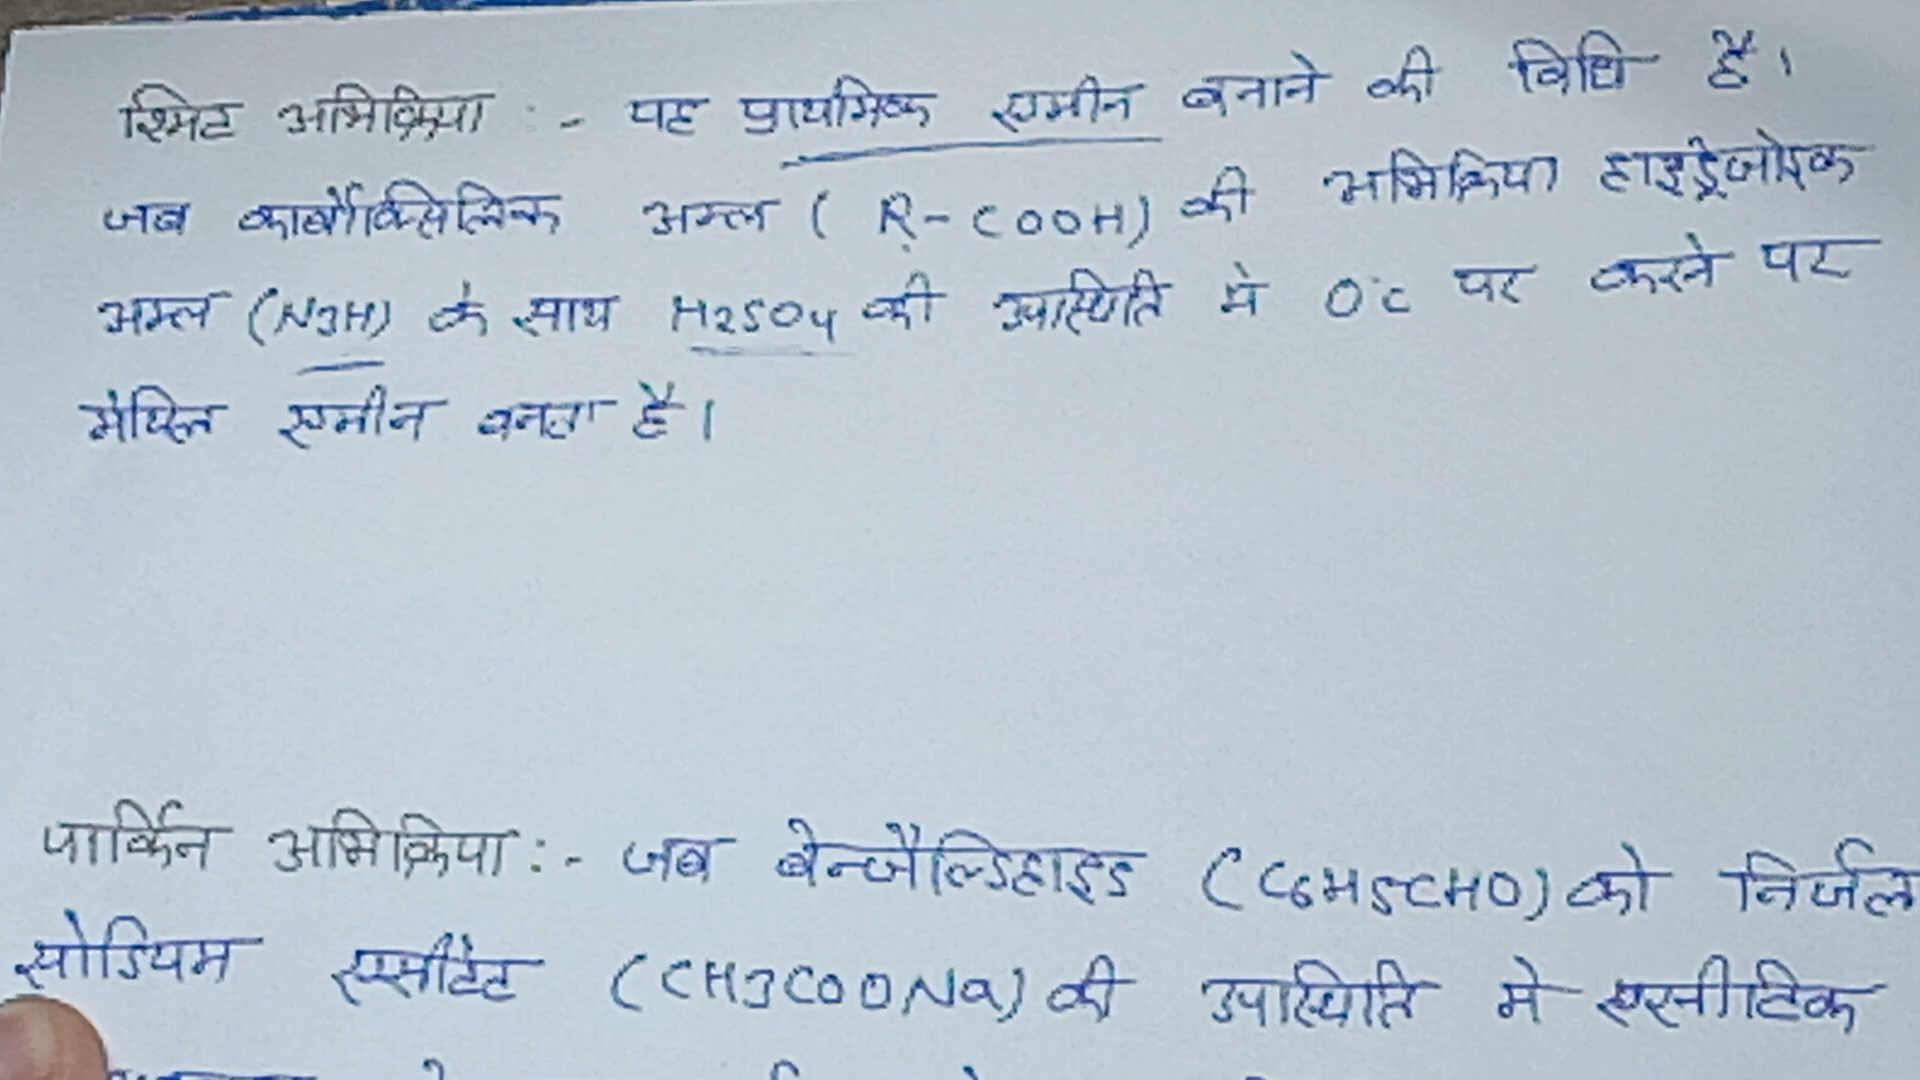 श्मिट अभिक्रिया :- यह प्राथमिक एमीन बनाने की विधि है।
जब कार्बोक्सिलिक अम्ल ( R-COOH) की अभिक्रिया हाइड्रेजोइक
अम्ल (N3H) के साथ H2SO4 की उपस्थिति मे 0°C पर करने पर
मेथिल एमीन बनता है।
पार्किन अभिक्रिया :- जब बेन्जैल्डिहाइड (C6H5CHO) को निर्जल
सोडियम एसीटेट (CH3COONa) की उपस्थिति मे एसीटिक